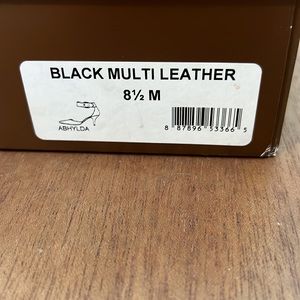 BLACK MULTI LEATHER
8½ M
ABHYLDA
8 87896 53366 5